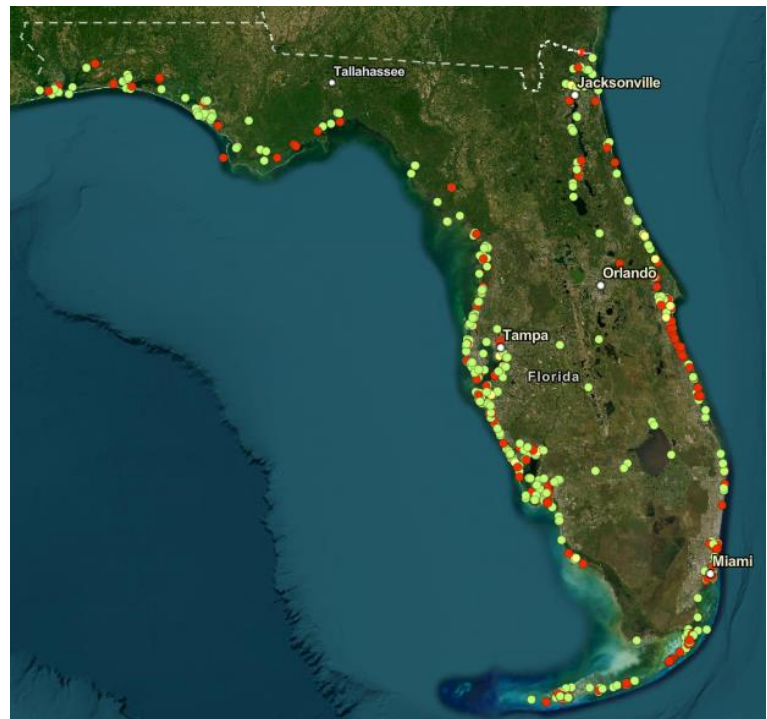 Tallahassee
Jacksonville
Orlando
Tampa
Florida
Miami